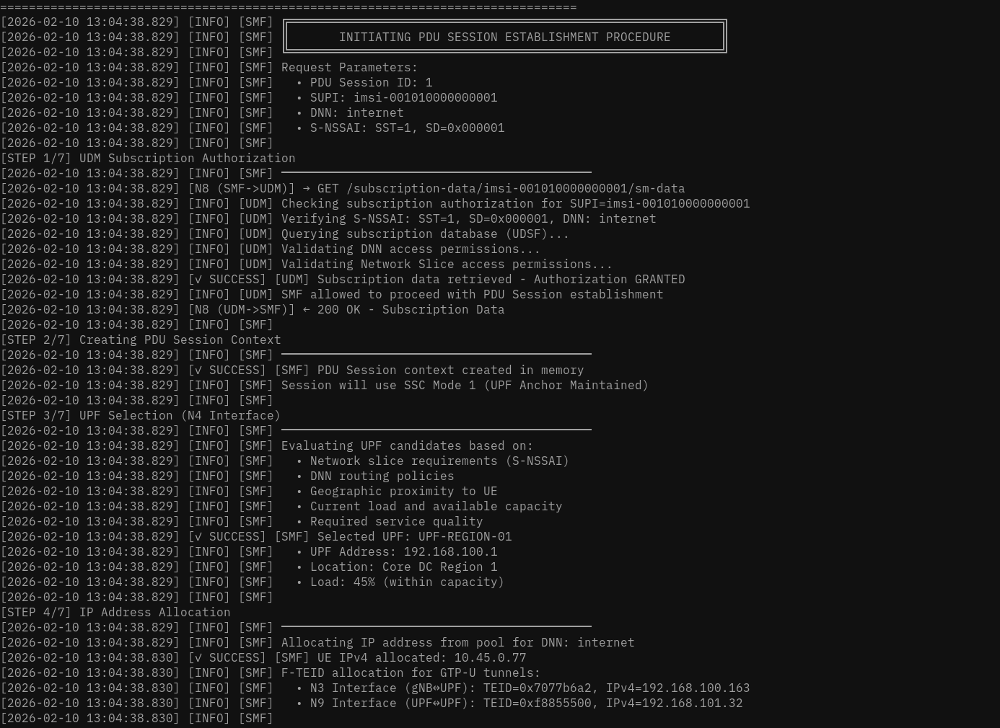 ================================================================================
[2026-02-10 13:04:38.829] [INFO] [SMF]
[2026-02-10 13:04:38.829] [INFO] [SMF] INITIATING PDU SESSION ESTABLISHMENT PROCEDURE
[2026-02-10 13:04:38.829] [INFO] [SMF]
[2026-02-10 13:04:38.829] [INFO] [SMF] Request Parameters:
[2026-02-10 13:04:38.829] [INFO] [SMF]   • PDU Session ID: 1
[2026-02-10 13:04:38.829] [INFO] [SMF]   • SUPI: imsi-001010000000001
[2026-02-10 13:04:38.829] [INFO] [SMF]   • DNN: internet
[2026-02-10 13:04:38.829] [INFO] [SMF]   • S-NSSAI: SST=1, SD=0x000001
[2026-02-10 13:04:38.829] [INFO] [SMF]
[STEP 1/7] UDM Subscription Authorization
[2026-02-10 13:04:38.829] [INFO] [SMF] ━━━━━━━━━━━━━━━━━━━━━━━━━━━━━━━━━━━━━━━━━━━
[2026-02-10 13:04:38.829] [N8 (SMF->UDM)] → GET /subscription-data/imsi-001010000000001/sm-data
[2026-02-10 13:04:38.829] [INFO] [UDM] Checking subscription authorization for SUPI=imsi-001010000000001
[2026-02-10 13:04:38.829] [INFO] [UDM] Verifying S-NSSAI: SST=1, SD=0x000001, DNN: internet
[2026-02-10 13:04:38.829] [INFO] [UDM] Querying subscription database (UDSF)...
[2026-02-10 13:04:38.829] [INFO] [UDM] Validating DNN access permissions...
[2026-02-10 13:04:38.829] [INFO] [UDM] Validating Network Slice access permissions...
[2026-02-10 13:04:38.829] [✓ SUCCESS] [UDM] Subscription data retrieved - Authorization GRANTED
[2026-02-10 13:04:38.829] [INFO] [UDM] SMF allowed to proceed with PDU Session establishment
[2026-02-10 13:04:38.829] [N8 (UDM->SMF)] ← 200 OK - Subscription Data
[2026-02-10 13:04:38.829] [INFO] [SMF]
[STEP 2/7] Creating PDU Session Context
[2026-02-10 13:04:38.829] [INFO] [SMF] ━━━━━━━━━━━━━━━━━━━━━━━━━━━━━━━━━━━━━━━━━━━
[2026-02-10 13:04:38.829] [✓ SUCCESS] [SMF] PDU Session context created in memory
[2026-02-10 13:04:38.829] [INFO] [SMF] Session will use SSC Mode 1 (UPF Anchor Maintained)
[2026-02-10 13:04:38.829] [INFO] [SMF]
[STEP 3/7] UPF Selection (N4 Interface)
[2026-02-10 13:04:38.829] [INFO] [SMF] ━━━━━━━━━━━━━━━━━━━━━━━━━━━━━━━━━━━━━━━━━━━
[2026-02-10 13:04:38.829] [INFO] [SMF] Evaluating UPF candidates based on:
[2026-02-10 13:04:38.829] [INFO] [SMF]   • Network slice requirements (S-NSSAI)
[2026-02-10 13:04:38.829] [INFO] [SMF]   • DNN routing policies
[2026-02-10 13:04:38.829] [INFO] [SMF]   • Geographic proximity to UE
[2026-02-10 13:04:38.829] [INFO] [SMF]   • Current load and available capacity
[2026-02-10 13:04:38.829] [INFO] [SMF]   • Required service quality
[2026-02-10 13:04:38.829] [✓ SUCCESS] [SMF] Selected UPF: UPF-REGION-01
[2026-02-10 13:04:38.829] [INFO] [SMF]   • UPF Address: 192.168.100.1
[2026-02-10 13:04:38.829] [INFO] [SMF]   • Location: Core DC Region 1
[2026-02-10 13:04:38.829] [INFO] [SMF]   • Load: 45% (within capacity)
[2026-02-10 13:04:38.829] [INFO] [SMF]
[STEP 4/7] IP Address Allocation
[2026-02-10 13:04:38.829] [INFO] [SMF] ━━━━━━━━━━━━━━━━━━━━━━━━━━━━━━━━━━━━━━━━━━━
[2026-02-10 13:04:38.829] [INFO] [SMF] Allocating IP address from pool for DNN: internet
[2026-02-10 13:04:38.830] [✓ SUCCESS] [SMF] UE IPv4 allocated: 10.45.0.77
[2026-02-10 13:04:38.830] [INFO] [SMF] F-TEID allocation for GTP-U tunnels:
[2026-02-10 13:04:38.830] [INFO] [SMF]   • N3 Interface (gNB↔UPF): TEID=0x7077b6a2, IPv4=192.168.100.163
[2026-02-10 13:04:38.830] [INFO] [SMF]   • N9 Interface (UPF↔UPF): TEID=0xf8855500, IPv4=192.168.101.32
[2026-02-10 13:04:38.830] [INFO] [SMF]